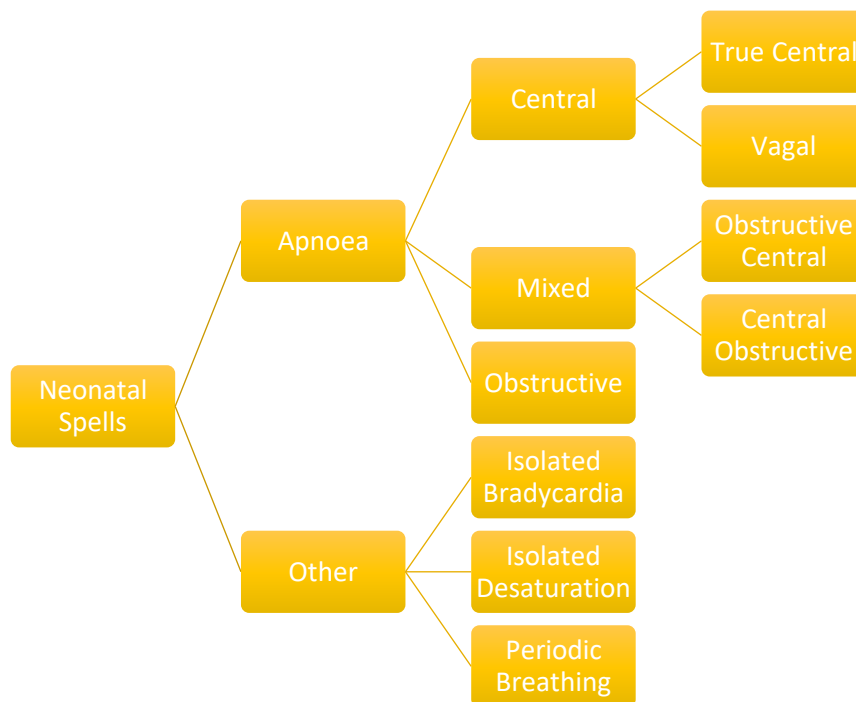 Neonatal
Spells
Apnoea
Central
True Central
Vagal
Mixed
Obstructive
Central
Central
Obstructive
Obstructive
Other
Isolated
Bradycardia
Isolated
Desaturation
Periodic
Breathing